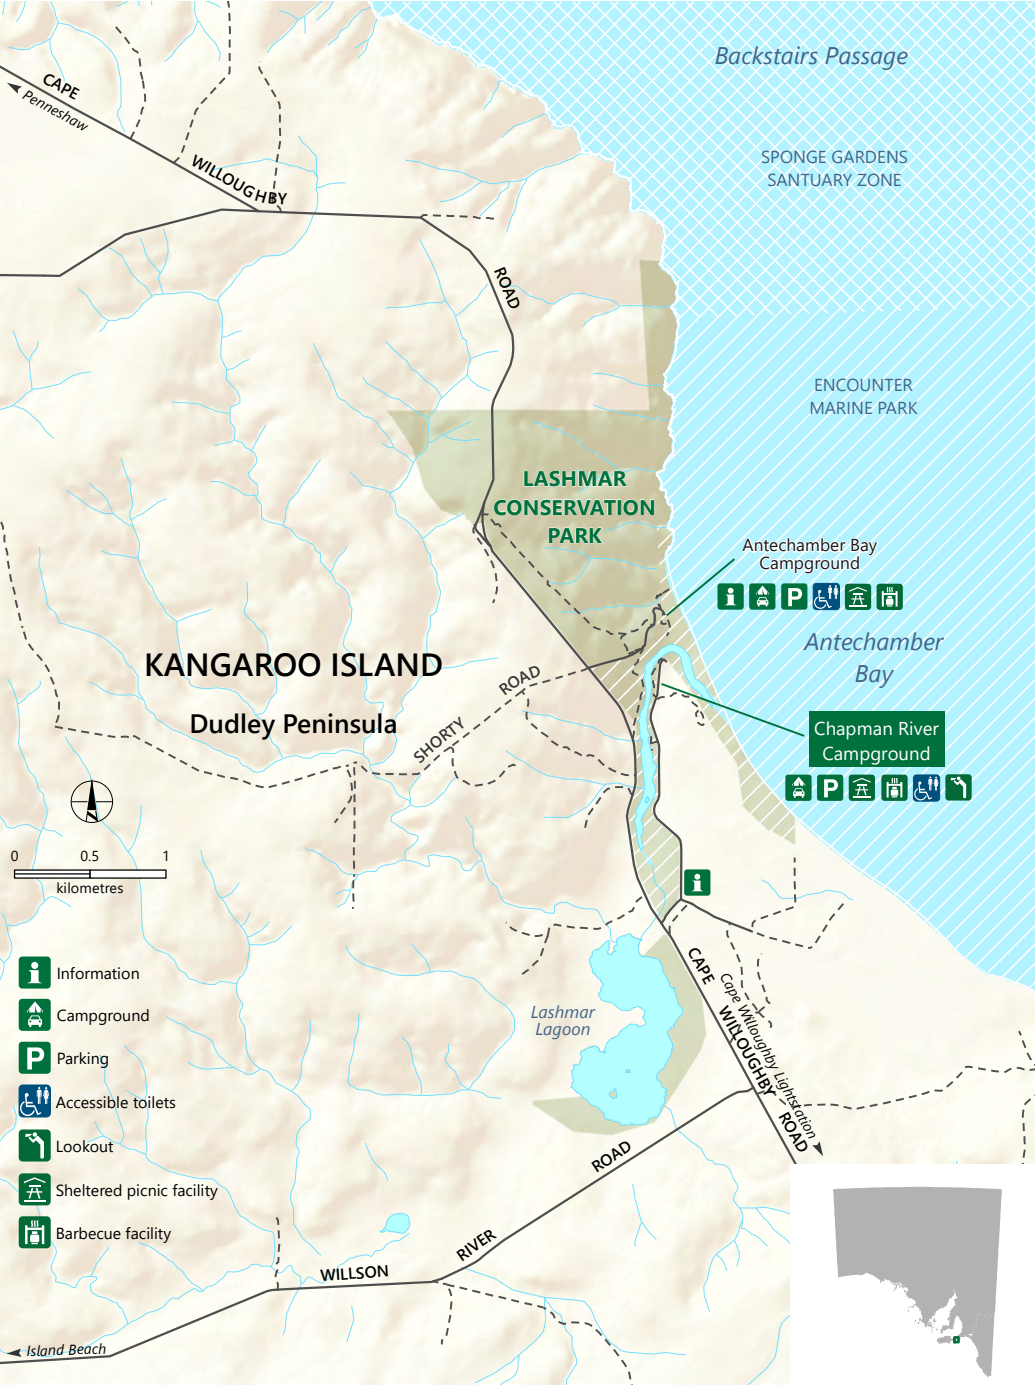 Backstairs Passage
CAPE
Penneshaw
SPONGE GARDENS
SANTUARY ZONE
WILLOUGHBY
ROAD
ENCOUNTER
MARINE PARK
LASHMAR
CONSERVATION
PARK
Antechamber Bay
Campground
i P
Antechamber
Bay
KANGAROO ISLAND
ROAD
Dudley Peninsula
SHORTY
Chapman River
Campground
P
0 0.5 1
kilometres
i
CAPE
Cape Willoughby Lightstation
WILLOUGHBY
ROAD
Lashmar
Lagoon
i Information
Campground
P Parking
Accessible toilets
Lookout
Sheltered picnic facility
Barbecue facility
ROAD
RIVER
WILLSON
Island Beach